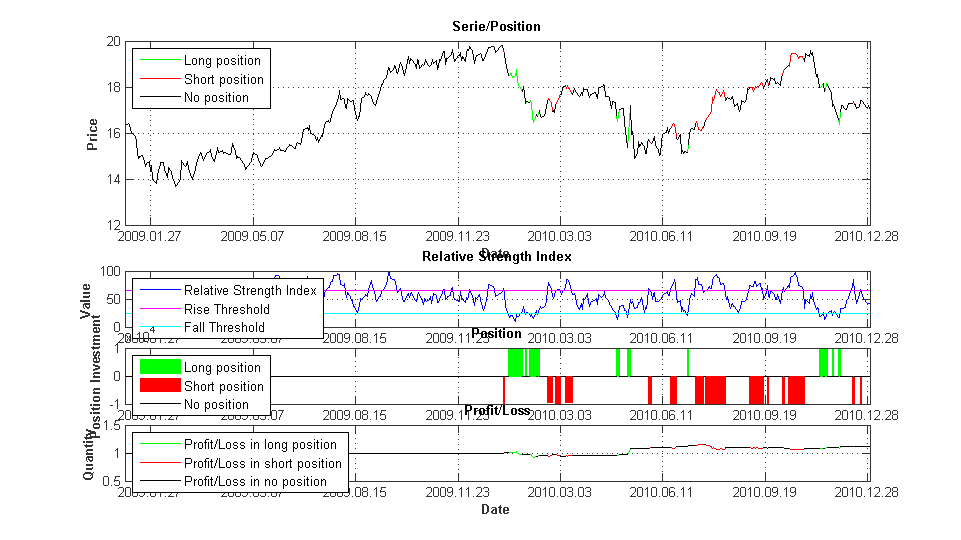 Serie/Position
20
18
16
14
12
Price
Long position
Short position
No position
2009.01.27 2009.05.07 2009.08.15 2009.11.23 2010.03.03 2010.06.11 2010.09.19 2010.12.28
Date
Relative Strength Index
100
50
0
Value
Relative Strength Index
Rise Threshold
Fall Threshold
2009.08.15 2009.11.23 2010.03.03 2010.06.11 2010.09.19 2010.12.28
4
Position
1
0
-1
Position Investment
Long position
Short position
No position
2009.08.15 2009.11.23 2010.03.03 2010.06.11 2010.09.19 2010.12.28
Profit/Loss
1.5
1
0.5
Quantity
Profit/Loss in long position
Profit/Loss in short position
Profit/Loss in no position
2009.08.15 2009.11.23 2010.03.03 2010.06.11 2010.09.19 2010.12.28
Date